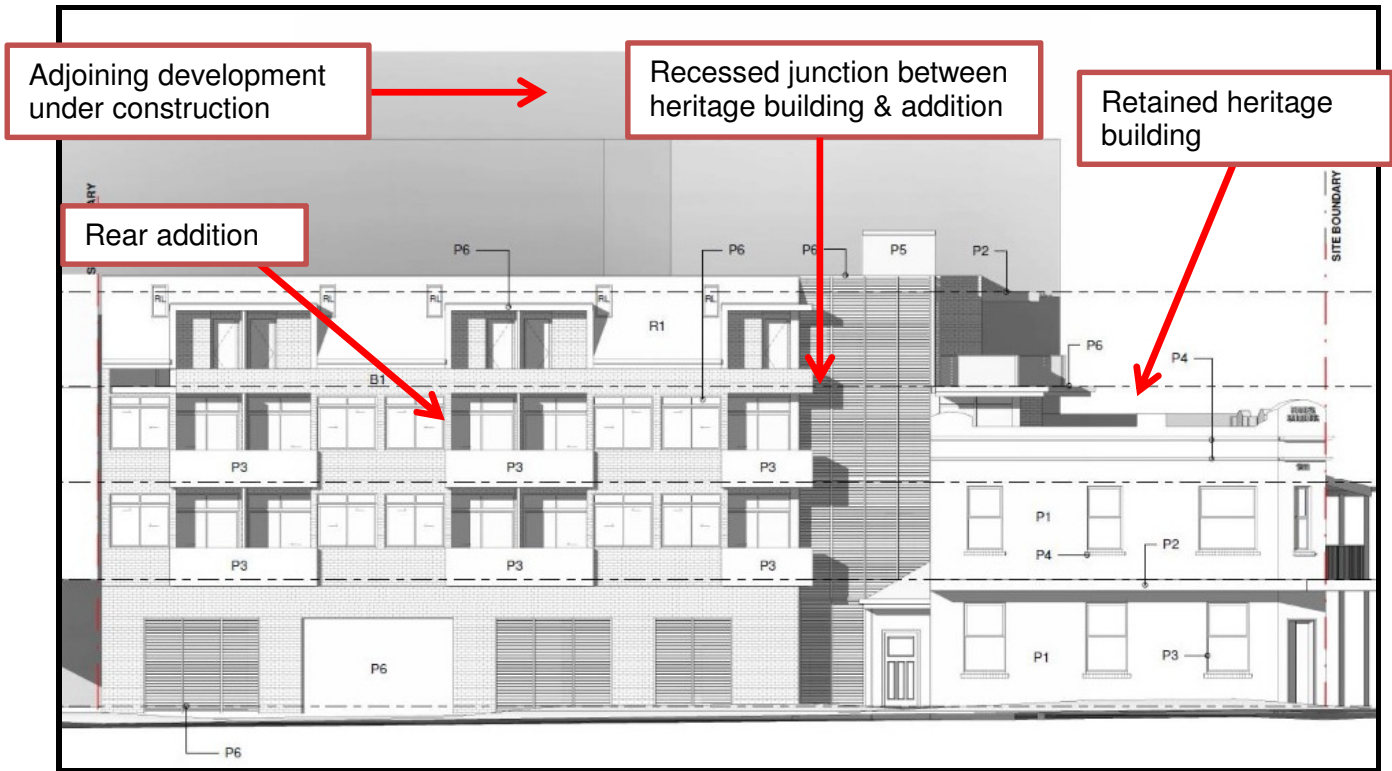 Adjoining development
under construction
Recessed junction between
heritage building & addition
Retained heritage
building
Rear addition
SITE BOUNDARY
P6
P6
P6
P5
P2
RL
RL
RL
RL
RL
R1
P6
P4
B1
P3
P3
P3
P1
P2
P4
P3
P3
P3
P1
P3
P6
P6